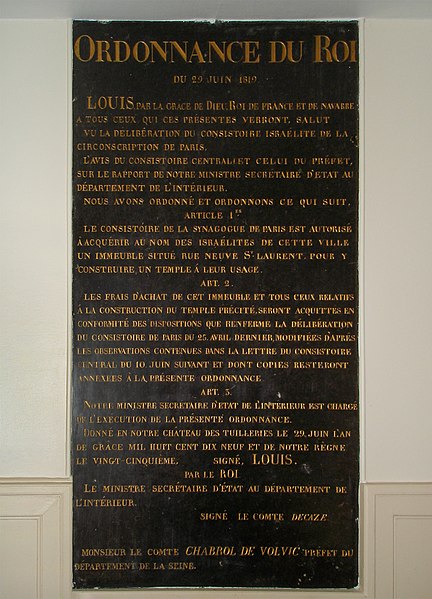 ORDONNANCE DU ROI
DU 29 JUIN 1819.
LOUIS, PAR LA GRÂCE DE DIEU, ROI DE FRANCE ET DE NAVARRE;
A TOUS CEUX QUI CES PRÉSENTES VERRONT, SALUT
VU LA DÉLIBÉRATION DU CONSISTOIRE ISRAËLITE DE LA
CIRCONSCRIPTION DE PARIS.
L'AVIS DU CONSISTOIRE CENTRAL ET CELUI DU PRÉFET,
SUR LE RAPPORT DE NOTRE MINISTRE SECRÉTAIRE D'ÉTAT AU
DÉPARTEMENT DE L'INTÉRIEUR.
NOUS AVONS ORDONNÉ ET ORDONNONS CE QUI SUIT.
ARTICLE 1ER
LE CONSISTOIRE DE LA SYNAGOGUE DE PARIS EST AUTORISÉ
À ACQUÉRIR AU NOM DES ISRAÉLITES DE CETTE VILLE
UN IMMEUBLE SITUÉ RUE NEUVE ST LAURENT. POUR Y
CONSTRUIRE, UN TEMPLE À LEUR USAGE.
ART. 2.
LES FRAIS D'ACHAT DE CET IMMEUBLE ET TOUS CEUX RELATIFS
À LA CONSTRUCTION DU TEMPLE PRÉCITÉ, SERONT ACQUITTÉS EN
CONFORMITÉ DES DISPOSITIONS QUE RENFERME LA DÉLIBÉRATION
DU CONSISTOIRE DE PARIS DU 25. AVRIL DERNIER, MODIFIÉES D'APRÈS
LES OBSERVATIONS CONTENUES DANS LA LETTRE DU CONSISTOIRE
CENTRAL DU 10 JUIN SUIVANT ET DONT COPIES RESTERONT
ANNEXÉES À LA PRÉSENTE ORDONNANCE.
ART. 3.
NOTRE MINISTRE SECRÉTAIRE D'ÉTAT DE L'INTÉRIEUR EST CHARGÉ
DE L'EXÉCUTION DE LA PRÉSENTE ORDONNANCE.
DONNÉ EN NOTRE CHÂTEAU DES TUILLERIES LE 29. JUIN L'AN
DE GRÂCE MIL HUIT CENT DIX NEUF ET DE NOTRE RÈGNE
LE VINGT-CINQUIÈME. SIGNÉ, LOUIS.
PAR LE ROI
LE MINISTRE SECRÉTAIRE D'ÉTAT AU DÉPARTEMENT DE
L'INTÉRIEUR.
SIGNÉ LE COMTE DECAZE.
MONSIEUR LE COMTE CHABROL DE VOLVIC PRÉFET DU
DÉPARTEMENT DE LA SEINE.